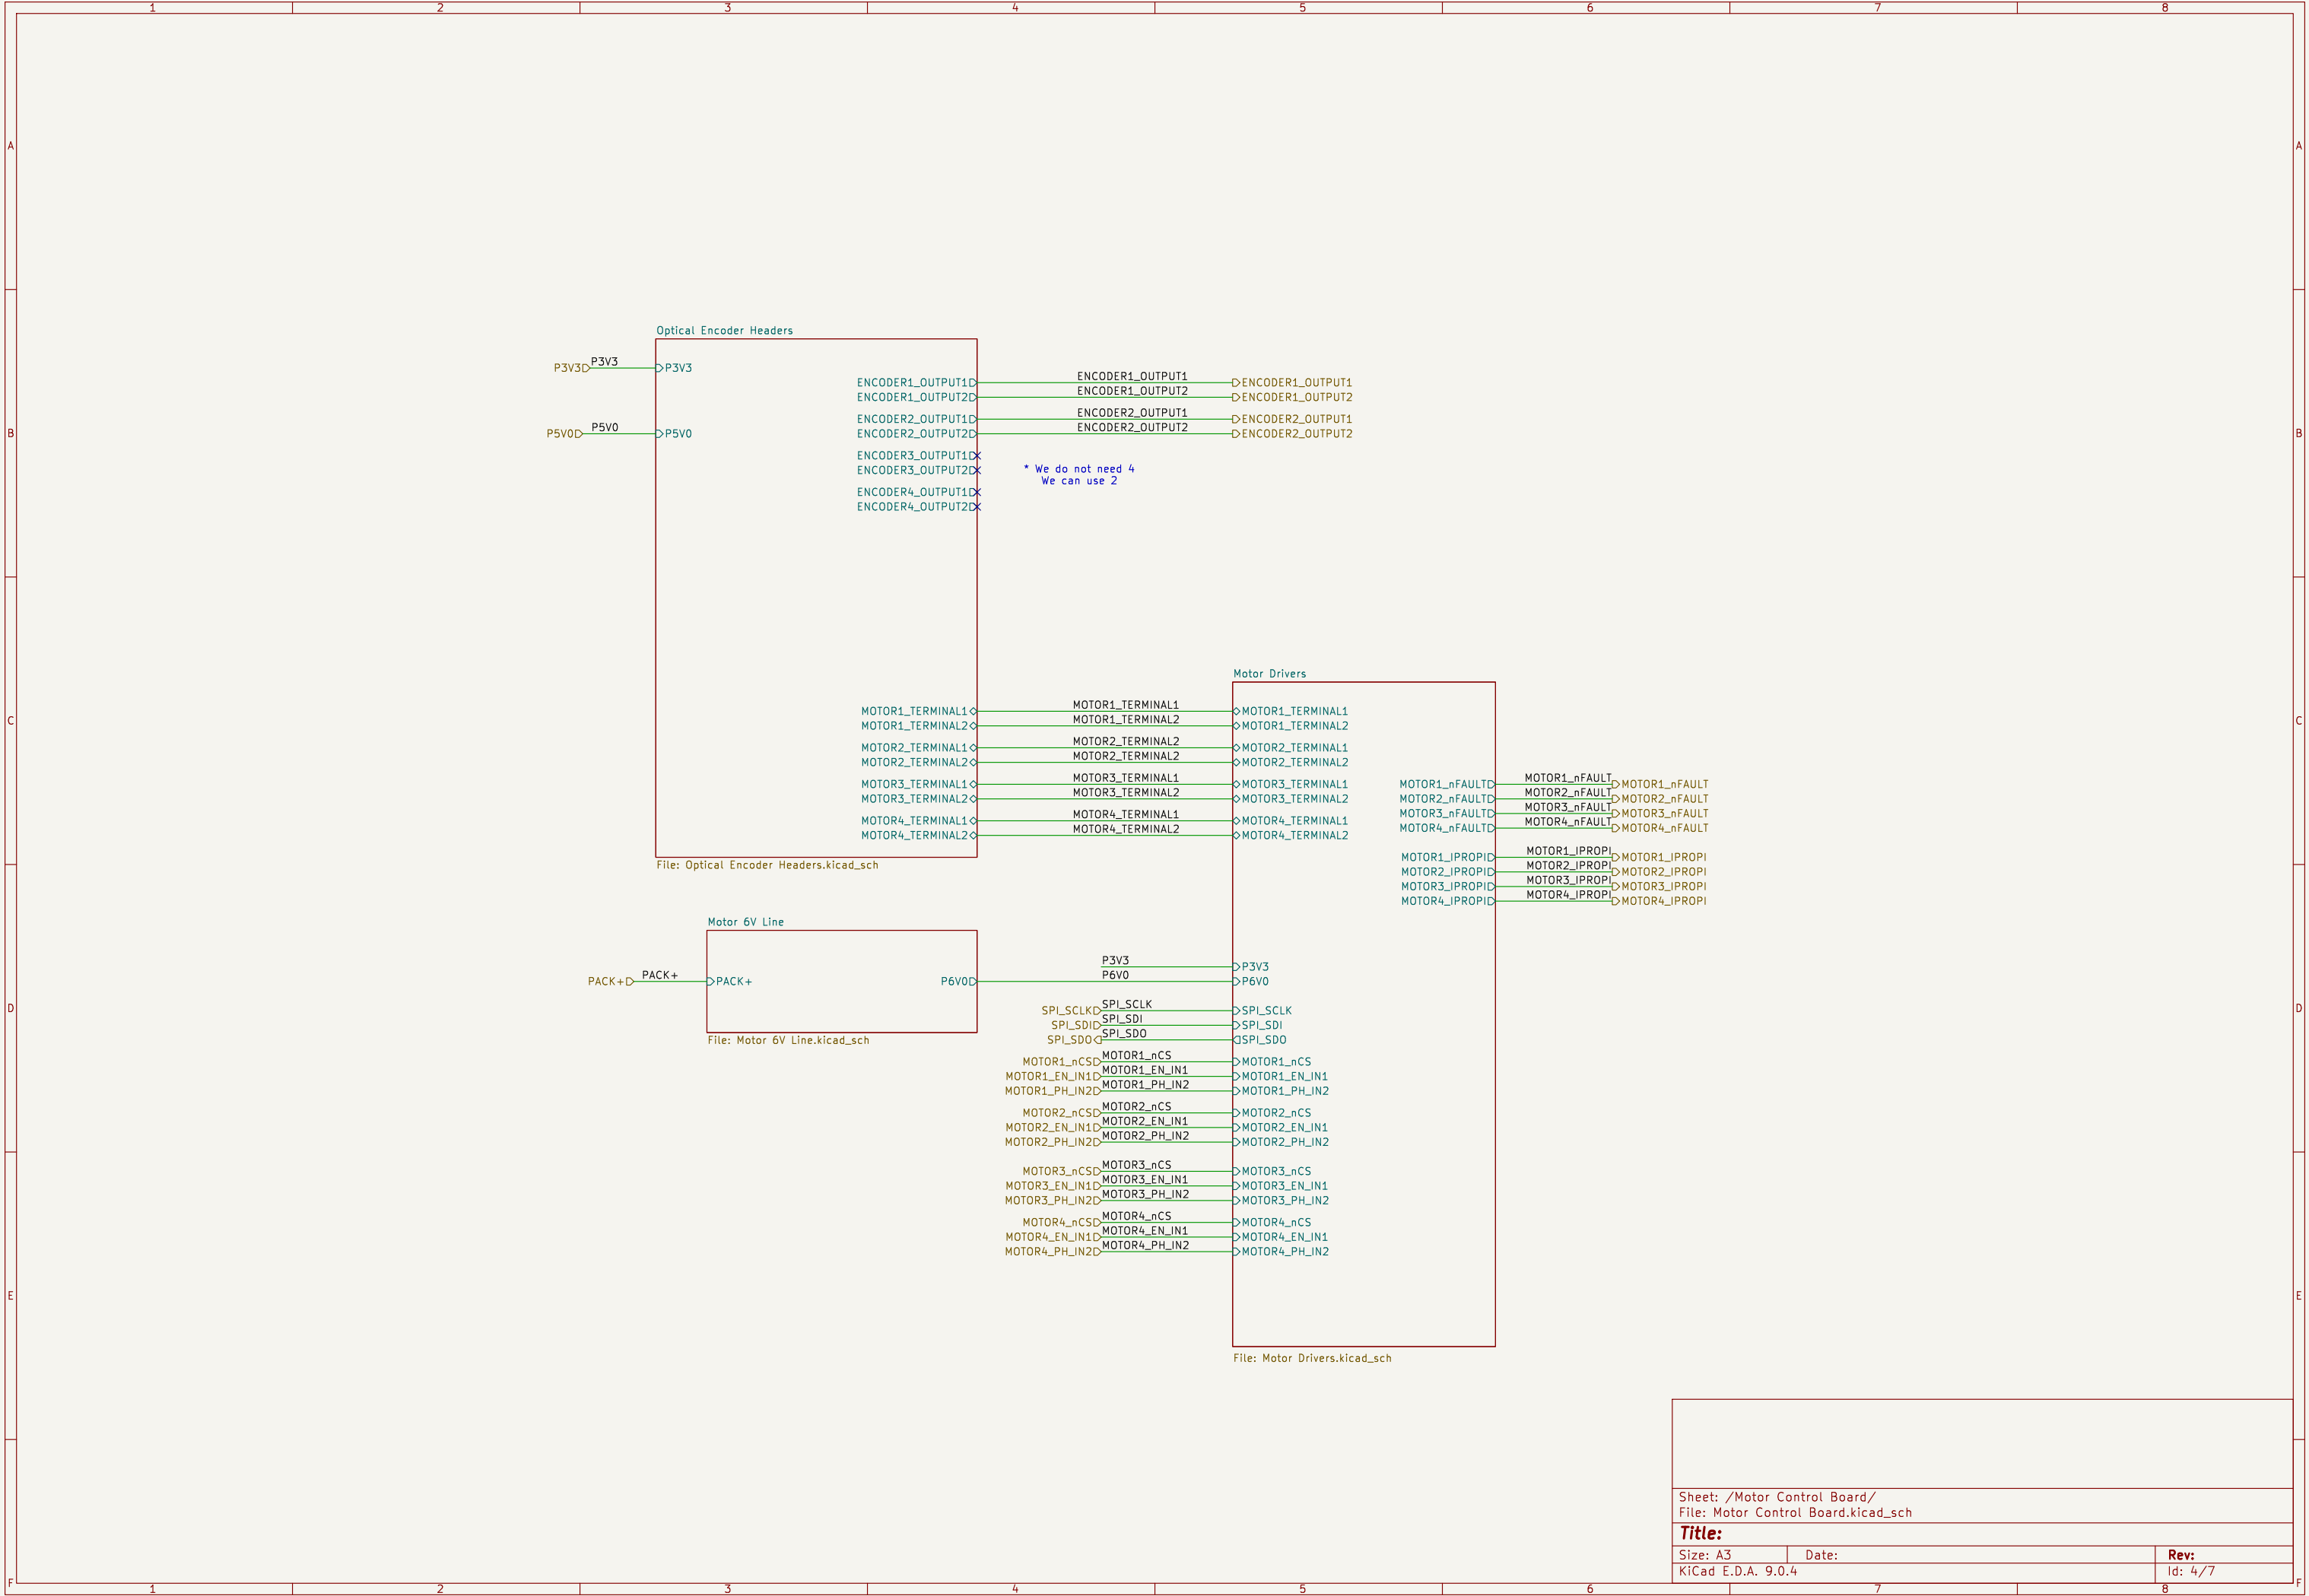 1 2 3 4 5 6 7 8
A A
Optical Encoder Headers
P3V3 P3V3 P3V3
ENCODER1_OUTPUT1 ENCODER1_OUTPUT1 ENCODER1_OUTPUT1
ENCODER1_OUTPUT2 ENCODER1_OUTPUT2 ENCODER1_OUTPUT2
ENCODER2_OUTPUT1 ENCODER2_OUTPUT1 ENCODER2_OUTPUT1
B P5V0 P5V0 P5V0 ENCODER2_OUTPUT2 ENCODER2_OUTPUT2 ENCODER2_OUTPUT2 B
ENCODER3_OUTPUT1
ENCODER3_OUTPUT2
* We do not need 4
We can use 2
ENCODER4_OUTPUT1
ENCODER4_OUTPUT2
Motor Drivers
MOTOR1_TERMINAL1 MOTOR1_TERMINAL1 MOTOR1_TERMINAL1
C C
MOTOR1_TERMINAL2 MOTOR1_TERMINAL2 MOTOR1_TERMINAL2
MOTOR2_TERMINAL1 MOTOR2_TERMINAL2 MOTOR2_TERMINAL1
MOTOR2_TERMINAL2 MOTOR2_TERMINAL2 MOTOR2_TERMINAL2
MOTOR3_TERMINAL1 MOTOR3_TERMINAL1 MOTOR3_TERMINAL1 MOTOR1_nFAULT MOTOR1_nFAULT MOTOR1_nFAULT
MOTOR3_TERMINAL2 MOTOR3_TERMINAL2 MOTOR3_TERMINAL2 MOTOR2_nFAULT MOTOR2_nFAULT MOTOR2_nFAULT
MOTOR3_nFAULT MOTOR3_nFAULT MOTOR3_nFAULT
MOTOR4_TERMINAL1 MOTOR4_TERMINAL1 MOTOR4_TERMINAL1
MOTOR4_nFAULT MOTOR4_nFAULT MOTOR4_nFAULT
MOTOR4_TERMINAL2 MOTOR4_TERMINAL2 MOTOR4_TERMINAL2
MOTOR1_IPROPI MOTOR1_IPROPI MOTOR1_IPROPI
File: Optical Encoder Headers.kicad_sch
MOTOR2_IPROPI MOTOR2_IPROPI MOTOR2_IPROPI
MOTOR3_IPROPI MOTOR3_IPROPI MOTOR3_IPROPI
MOTOR4_IPROPI MOTOR4_IPROPI MOTOR4_IPROPI
Motor 6V Line
P3V3 P3V3
PACK+ PACK+ PACK+ P6V0 P6V0 P6V0
D D
SPI_SCLK SPI_SCLK SPI_SCLK
SPI_SDI SPI_SDI SPI_SDI
File: Motor 6V Line.kicad_sch
SPI_SDO SPI_SDO SPI_SDO
MOTOR1_nCS MOTOR1_nCS MOTOR1_nCS
MOTOR1_EN_IN1 MOTOR1_EN_IN1 MOTOR1_EN_IN1
MOTOR1_PH_IN2 MOTOR1_PH_IN2 MOTOR1_PH_IN2
MOTOR2_nCS MOTOR2_nCS MOTOR2_nCS
MOTOR2_EN_IN1 MOTOR2_EN_IN1 MOTOR2_EN_IN1
MOTOR2_PH_IN2 MOTOR2_PH_IN2 MOTOR2_PH_IN2
MOTOR3_nCS MOTOR3_nCS MOTOR3_nCS
MOTOR3_EN_IN1 MOTOR3_EN_IN1 MOTOR3_EN_IN1
MOTOR3_PH_IN2 MOTOR3_PH_IN2 MOTOR3_PH_IN2
MOTOR4_nCS MOTOR4_nCS MOTOR4_nCS
MOTOR4_EN_IN1 MOTOR4_EN_IN1 MOTOR4_EN_IN1
MOTOR4_PH_IN2 MOTOR4_PH_IN2 MOTOR4_PH_IN2
E E
File: Motor Drivers.kicad_sch
Sheet: /Motor Control Board/
File: Motor Control Board.kicad_sch
Title:
Size: A3 Date: Rev:
KiCad E.D.A. 9.0.4 Id: 4/7
F F
1 2 3 4 5 6 7 8